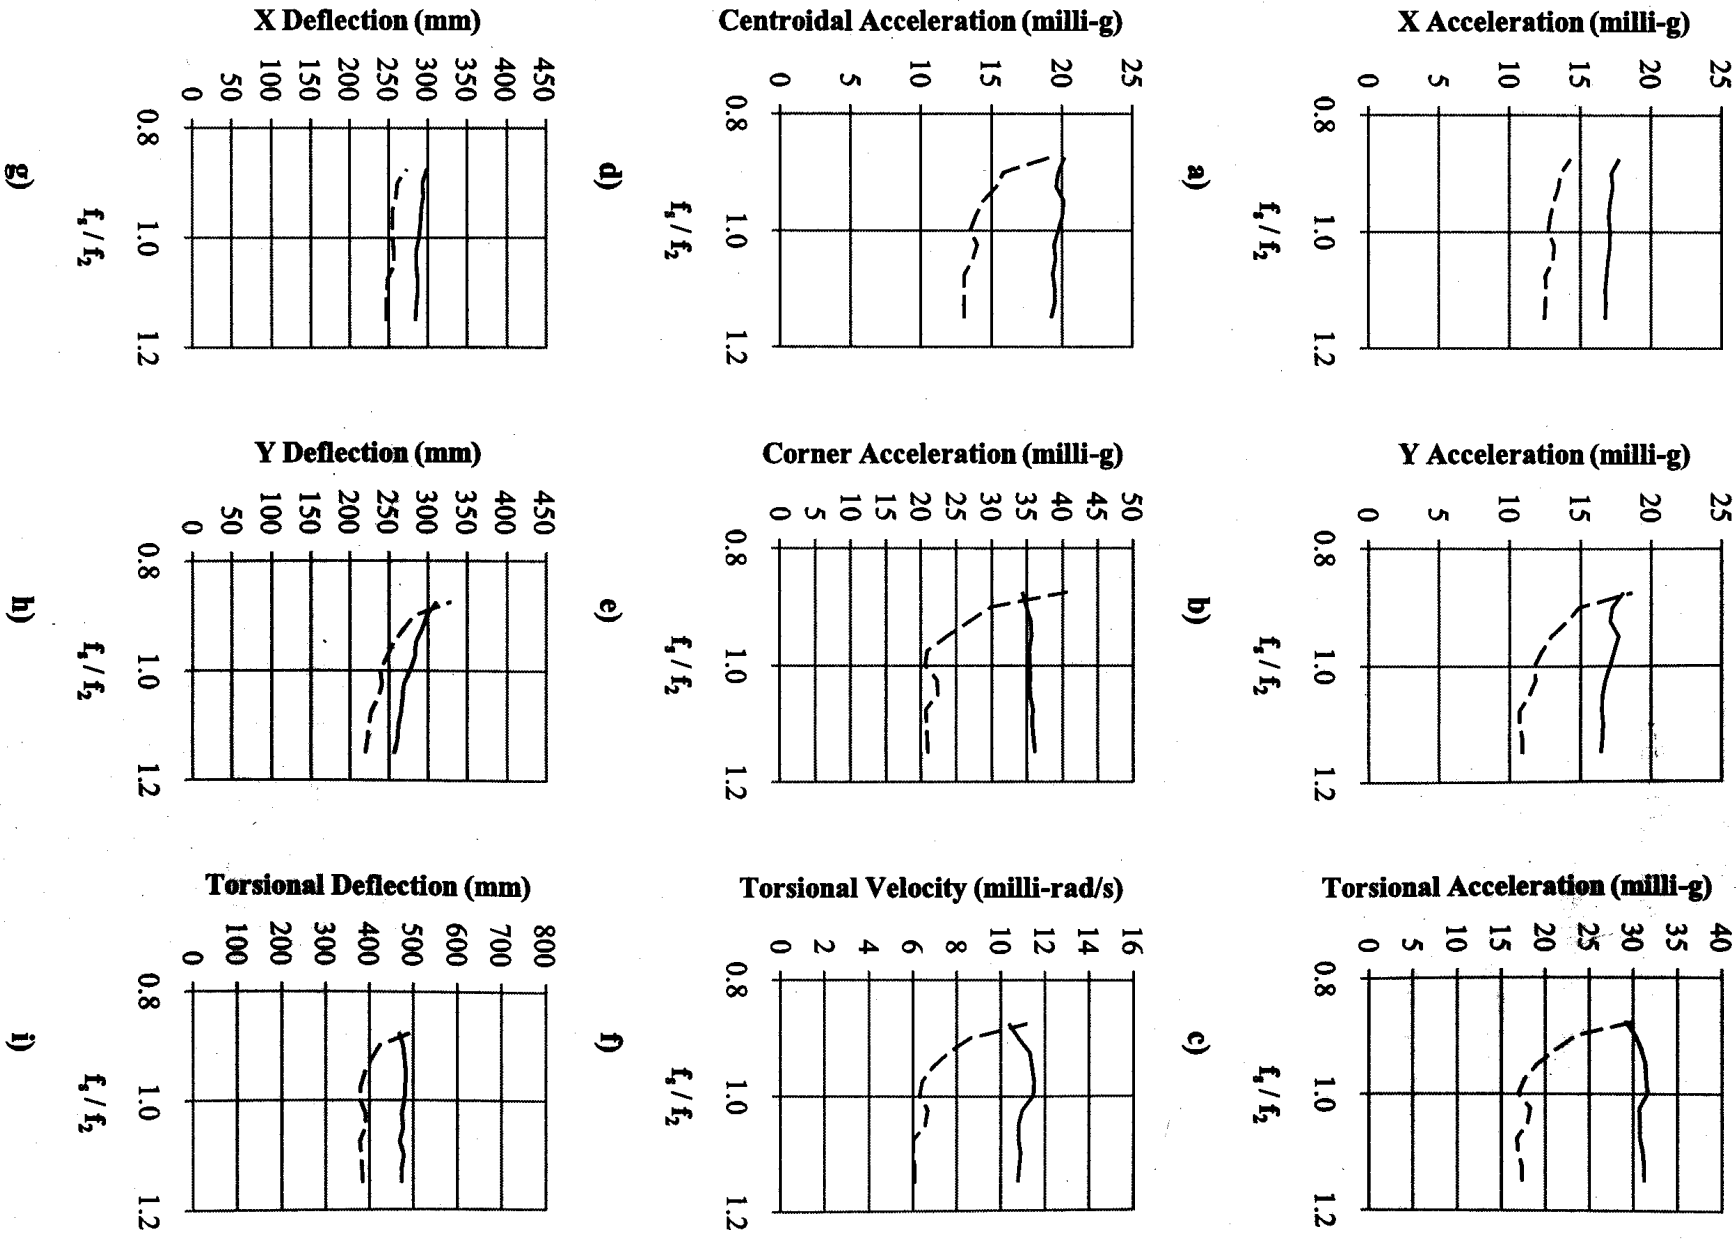 X Acceleration (milli-g)
25
20
15
10
5
0
0.8 1.0 1.2
fs / f2
a)
Y Acceleration (milli-g)
25
20
15
10
5
0
0.8 1.0 1.2
fs / f2
b)
Torsional Acceleration (milli-g)
40
35
30
25
20
15
10
5
0
0.8 1.0 1.2
fs / f2
c)
Centroidal Acceleration (milli-g)
25
20
15
10
5
0
0.8 1.0 1.2
fs / f2
d)
Corner Acceleration (milli-g)
50
45
40
35
30
25
20
15
10
5
0
0.8 1.0 1.2
fs / f2
e)
Torsional Velocity (milli-rad/s)
16
14
12
10
8
6
4
2
0
0.8 1.0 1.2
fs / f2
f)
X Deflection (mm)
450
400
350
300
250
200
150
100
50
0
0.8 1.0 1.2
fs / f2
g)
Y Deflection (mm)
450
400
350
300
250
200
150
100
50
0
0.8 1.0 1.2
fs / f2
h)
Torsional Deflection (mm)
800
700
600
500
400
300
200
100
0
0.8 1.0 1.2
fs / f2
i)